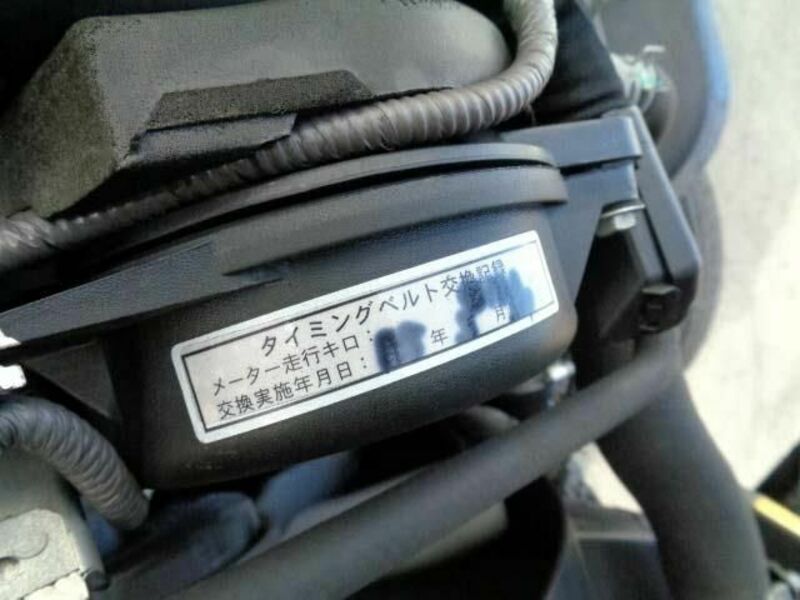 タイミングベルト交換記録
メーター走行キロ：
交換実施年月日： 年 月